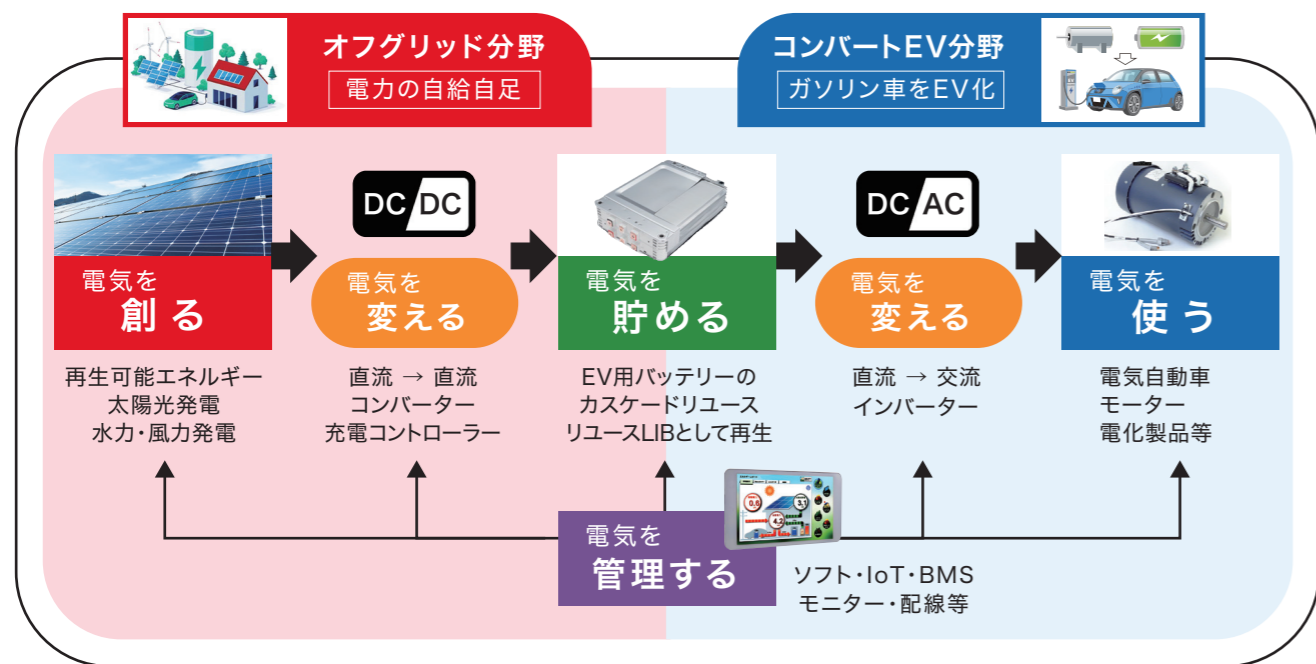 オフグリッド分野
電力の自給自足
コンバートEV分野
ガソリン車をEV化
DC/DC
DC/AC
電気を
創る
電気を
変える
電気を
貯める
電気を
変える
電気を
使う
再生可能エネルギー
太陽光発電
水力・風力発電
直流 → 直流
コンバーター
充電コントローラー
EV用バッテリーの
カスケードリユース
リユースLIBとして再生
直流 → 交流
インバーター
電気自動車
モーター
電化製品等
電気を
管理する
0.6
3.1
4.2
ソフト・IoT・BMS
モニター・配線等